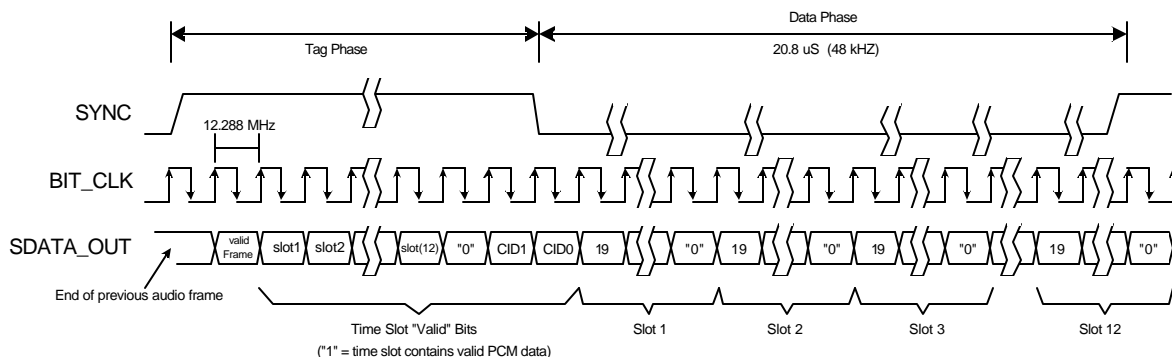 Data Phase
Tag Phase
20.8 uS (48 kHZ)
SYNC
12.288 MHz
BIT_CLK
SDATA_OUT
valid
Frame
slot1
slot2
slot(12)
"0"
CID1
CID0
19
"0"
19
"0"
19
"0"
19
"0"
End of previous audio frame
Time Slot "Valid" Bits
("1" = time slot contains valid PCM data)
Slot 1
Slot 2
Slot 3
Slot 12